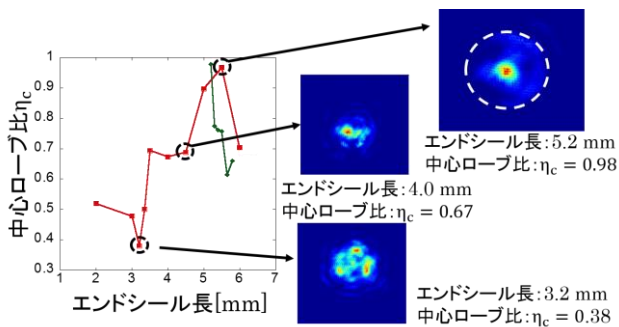 中心ローブ比ηc
1
0.9
0.8
0.7
0.6
0.5
0.4
0.3
1 2 3 4 5 6 7
エンドシール長[mm]
エンドシール長:5.2 mm
中心ローブ比:ηc = 0.98
エンドシール長:4.0 mm
中心ローブ比:ηc = 0.67
エンドシール長:3.2 mm
中心ローブ比:ηc = 0.38